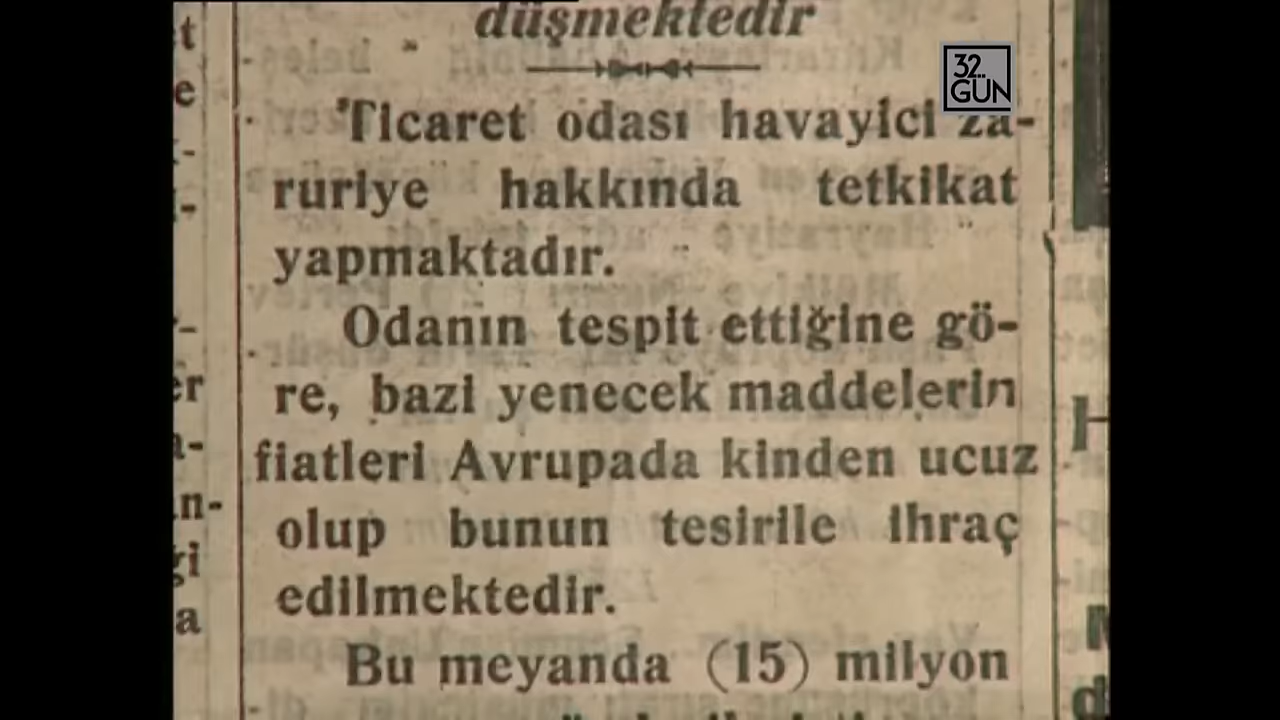 düşmektedir
32.
GÜN
Ticaret odası havayici za-
ruriye hakkında tetkikat
yapmaktadır.
Odanın tespit ettiğine gö-
re, bazi yenecek maddelerin
fiatleri Avrupada kinden ucuz
olup bunun tesirile ihraç
edilmektedir.
Bu meyanda (15) milyon